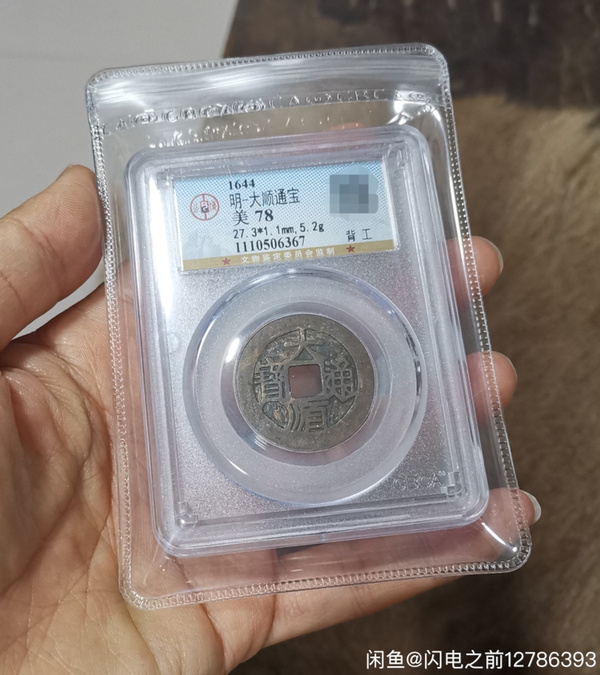 1644
明-大顺通宝
美 78
27.3*1.1mm,5.2g
1110506367
背工
★ 文物鉴定委员会监制 ★
大顺通寳
GBCA
闲鱼@闪电之前12786393